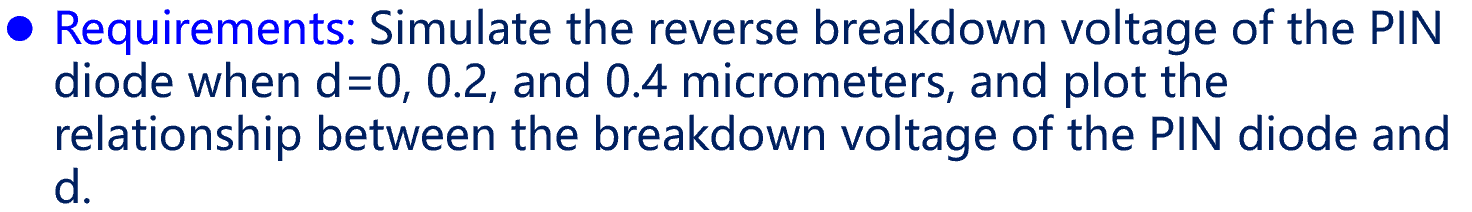 ● Requirements: Simulate the reverse breakdown voltage of the PIN
diode when d=0, 0.2, and 0.4 micrometers, and plot the
relationship between the breakdown voltage of the PIN diode and
d.